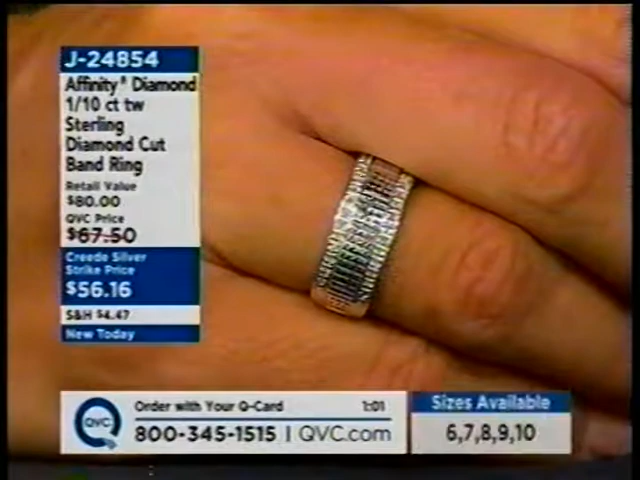 J-24854
Affinity® Diamond
1/10 ct tw
Sterling
Diamond Cut
Band Ring
Retail Value
$80.00
QVC Price
$67.50
Creede Silver
Strike Price
$56.16
S&H $4.47
New Today
QVC
Order with Your Q-Card 1:01
800-345-1515 | QVC.com
Sizes Available
6,7,8,9,10